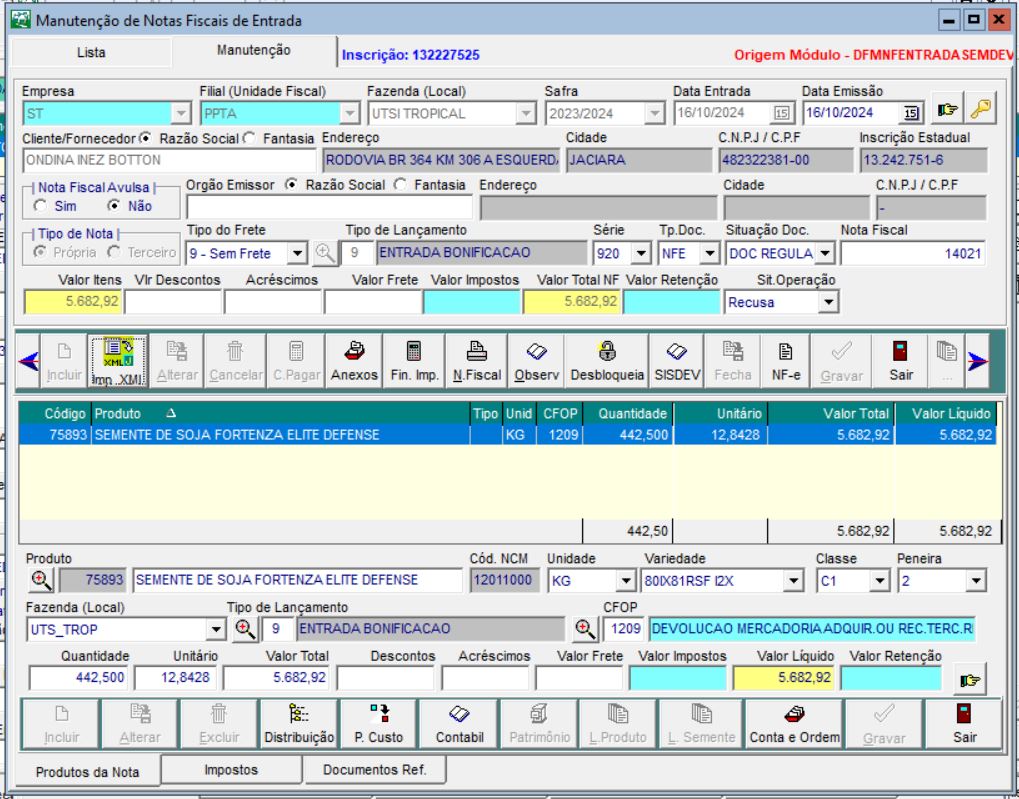 Manutenção de Notas Fiscais de Entrada
Lista Manutenção Inscrição: 132227525 Origem Módulo - DFMNFENTRADASEMDEV
Empresa Filial (Unidade Fiscal) Fazenda (Local) Safra Data Entrada Data Emissão
ST PPTA UTSI TROPICAL 2023/2024 16/10/2024 15 16/10/2024 15
Cliente/Fornecedor Razão Social Fantasia Endereço Cidade C.N.P.J / C.P.F Inscrição Estadual
ONDINA INEZ BOTTON RODOVIA BR 364 KM 306 A ESQUERD JACIARA 482322381-00 13.242.751-6
Nota Fiscal Avulsa Orgão Emissor Razão Social Fantasia Endereço Cidade C.N.P.J / C.P.F
Sim Não -
Tipo de Nota Tipo do Frete Tipo de Lançamento Série Tp.Doc. Situação Doc. Nota Fiscal
Própria Terceiro 9 - Sem Frete 9 ENTRADA BONIFICACAO 920 NFE DOC REGULA 14021
Valor Itens Vlr Descontos Acréscimos Valor Frete Valor Impostos Valor Total NF Valor Retenção Sit.Operação
5.682,92 5.682,92 Recusa
Incluir Imp..XML Alterar Cancelar C.Pagar Anexos Fin. Imp. N.Fiscal Observ Desbloqueia SISDEV Fecha NF-e Gravar Sair ...
Código Produto Tipo Unid CFOP Quantidade Unitário Valor Total Valor Líquido
75893 SEMENTE DE SOJA FORTENZA ELITE DEFENSE KG 1209 442,500 12,8428 5.682,92 5.682,92
442,50 5.682,92 5.682,92
Produto Cód. NCM Unidade Variedade Classe Peneira
75893 SEMENTE DE SOJA FORTENZA ELITE DEFENSE 12011000 KG 80IX81RSF I2X C1 2
Fazenda (Local) Tipo de Lançamento CFOP
UTS_TROP 9 ENTRADA BONIFICACAO 1209 DEVOLUCAO MERCADORIA ADQUIR.OU REC.TERC.R
Quantidade Unitário Valor Total Descontos Acréscimos Valor Frete Valor Impostos Valor Líquido Valor Retenção
442,500 12,8428 5.682,92 5.682,92
Incluir Alterar Excluir Distribuição P. Custo Contabil Patrimônio L.Produto L. Semente Conta e Ordem Gravar Sair
Produtos da Nota Impostos Documentos Ref.